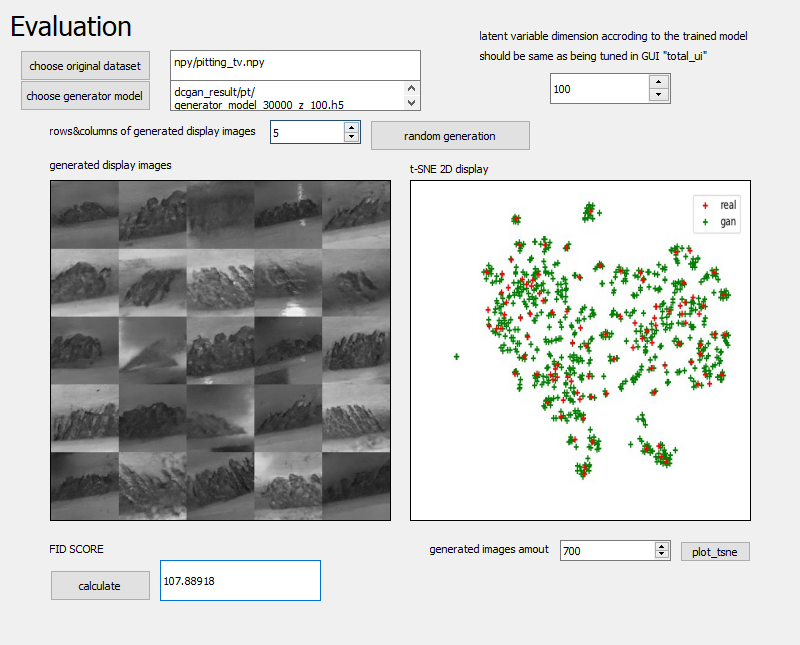 Evaluation
latent variable dimension accroding to the trained model
should be same as being tuned in GUI "total_ui"
choose original dataset
npy/pitting_tv.npy
choose generator model
dcgan_result/pt/
generator_model_30000_z_100.h5
100
rows&columns of generated display images
5
random generation
generated display images
t-SNE 2D display
real
gan
FID SCORE
generated images amout
700
plot_tsne
calculate
107.88918